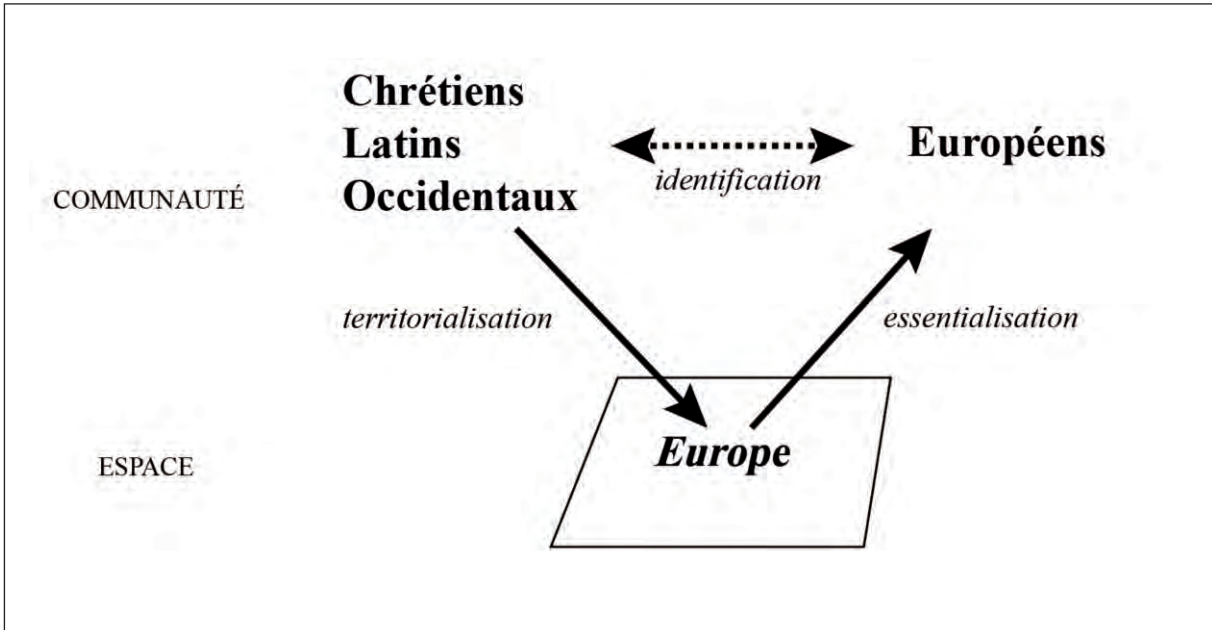 Chrétiens
Latins
Occidentaux
Européens
identification
COMMUNAUTÉ
territorialisation
essentialisation
Europe
ESPACE